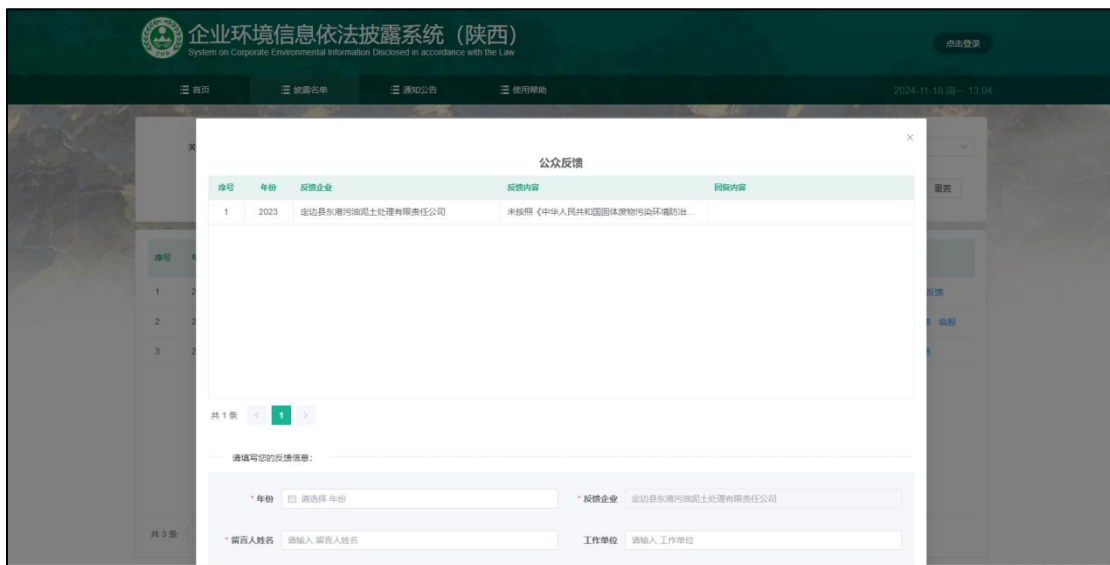 企业环境信息依法披露系统（陕西）
System on Corporate Environmental Information Disclosed in accordance with the Law
点击登录
首页 披露名单 通知公告 使用帮助 2024-11-18 周一 13:04
关
×
公众反馈
序号 年份 反馈企业 反馈内容 回复内容
重置
1 2023 定边县东港污油泥土处理有限责任公司 未按照《中华人民共和国固体废物污染环境防治...
序号
1 2 反馈
2 2 临报
3 2
共 1 条 < 1 >
请填写您的反馈信息：
* 年份 请选择 年份 * 反馈企业 定边县东港污油泥土处理有限责任公司
共 3 条 * 留言人姓名 请输入 留言人姓名 工作单位 请输入 工作单位